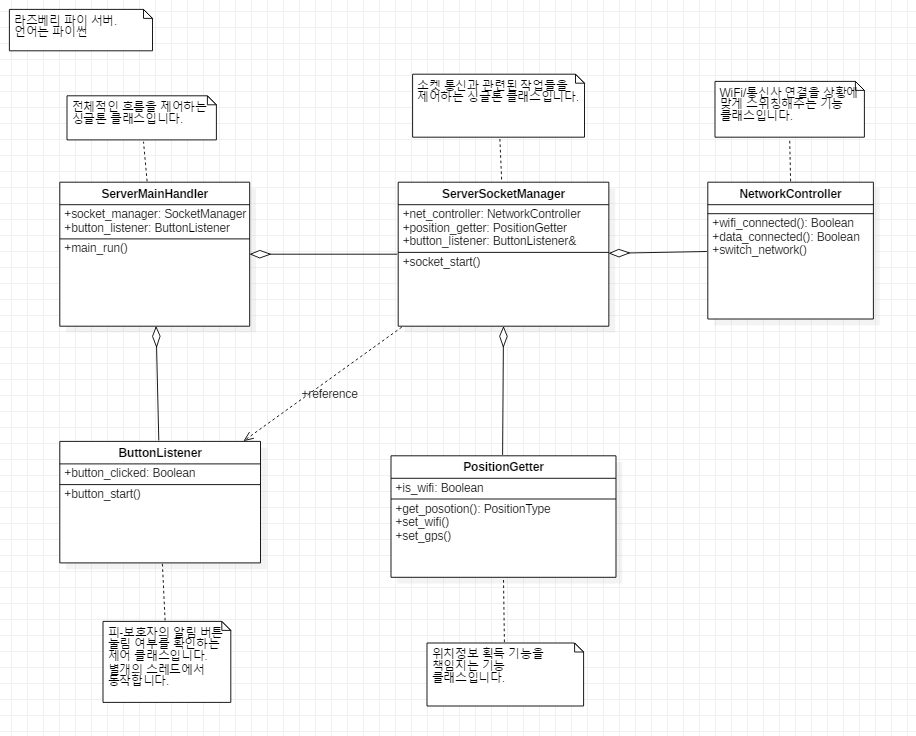 라즈베리 파이 서버.
언어는 파이썬
전체적인 흐름을 제어하는
싱글톤 클래스입니다.
소켓 통신과 관련된 작업들을
제어하는 싱글톤 클래스입니다.
WiFi/통신사 연결을 상황에
맞게 스위칭해주는 기능
클래스입니다.
ServerMainHandler
+socket_manager: SocketManager
+button_listener: ButtonListener
+main_run()
ServerSocketManager
+net_controller: NetworkController
+position_getter: PositionGetter
+button_listener: ButtonListener&
+socket_start()
NetworkController
+wifi_connected(): Boolean
+data_connected(): Boolean
+switch_network()
+reference
ButtonListener
+button_clicked: Boolean
+button_start()
PositionGetter
+is_wifi: Boolean
+get_posotion(): PositionType
+set_wifi()
+set_gps()
피-보호자의 알림 버튼
눌림 여부를 확인하는
제어 클래스입니다.
별개의 스레드에서
동작합니다.
위치정보 획득 기능을
책임지는 기능
클래스입니다.